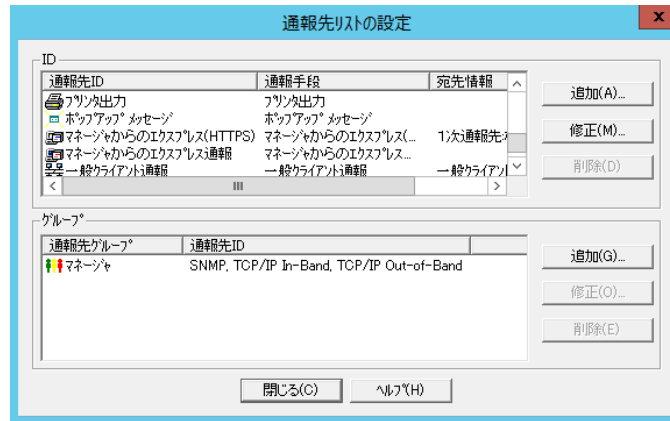 通報先リストの設定
x
ID
通報先ID 通報手段 宛先情報
プリンタ出力 プリンタ出力
ポップアップ メッセージ ポップアップ メッセージ
マネージャからのエクスプレス(HTTPS) マネージャからのエクスプレス(... 1次通報先:
マネージャからのエクスプレス通報 マネージャからのエクスプレス...
一般クライアント通報 一般クライアント通報 一般クライアン
追加(A)...
修正(M)...
削除(D)
グループ
通報先グループ 通報先ID
マネージャ SNMP, TCP/IP In-Band, TCP/IP Out-of-Band
追加(G)...
修正(O)...
削除(E)
閉じる(C) ヘルプ(H)